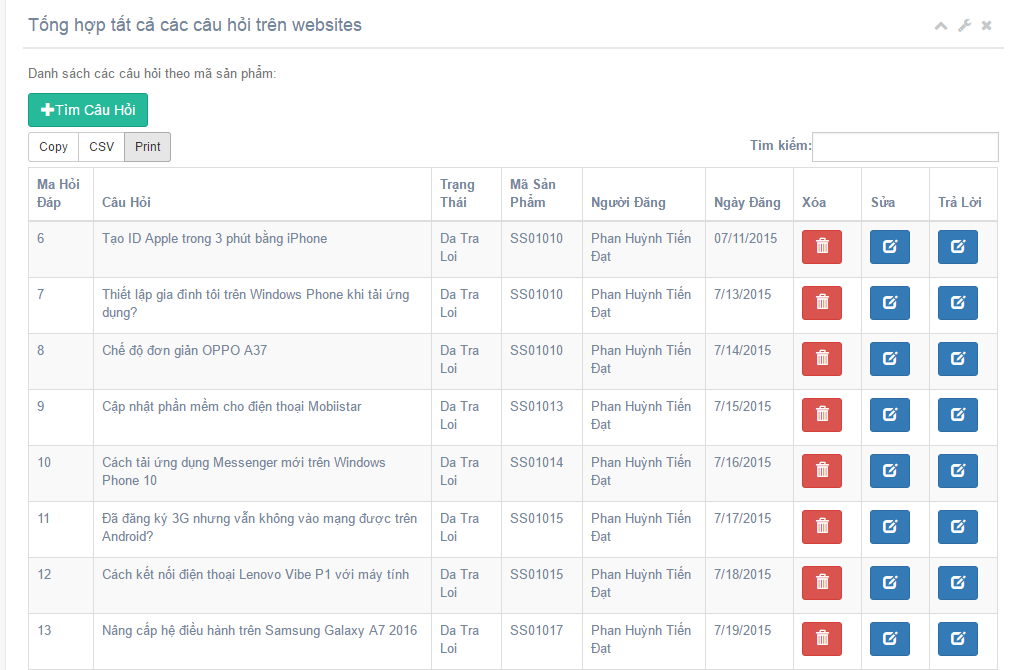 Tổng hợp tất cả các câu hỏi trên websites
Danh sách các câu hỏi theo mã sản phẩm:
Tìm Câu Hỏi
Copy CSV Print Tìm kiếm:
Ma Hỏi Đáp Câu Hỏi Trạng Thái Mã Sản Phẩm Người Đăng Ngày Đăng Xóa Sửa Trả Lời
6 Tạo ID Apple trong 3 phút bằng iPhone Da Tra Loi SS01010 Phan Huỳnh Tiến Đạt 07/11/2015
7 Thiết lập gia đình tôi trên Windows Phone khi tải ứng dụng? Da Tra Loi SS01010 Phan Huỳnh Tiến Đạt 7/13/2015
8 Chế độ đơn giản OPPO A37 Da Tra Loi SS01010 Phan Huỳnh Tiến Đạt 7/14/2015
9 Cập nhật phần mềm cho điện thoại Mobiistar Da Tra Loi SS01013 Phan Huỳnh Tiến Đạt 7/15/2015
10 Cách tải ứng dụng Messenger mới trên Windows Phone 10 Da Tra Loi SS01014 Phan Huỳnh Tiến Đạt 7/16/2015
11 Đã đăng ký 3G nhưng vẫn không vào mạng được trên Android? Da Tra Loi SS01015 Phan Huỳnh Tiến Đạt 7/17/2015
12 Cách kết nối điện thoại Lenovo Vibe P1 với máy tính Da Tra Loi SS01015 Phan Huỳnh Tiến Đạt 7/18/2015
13 Nâng cấp hệ điều hành trên Samsung Galaxy A7 2016 Da Tra Loi SS01017 Phan Huỳnh Tiến Đạt 7/19/2015